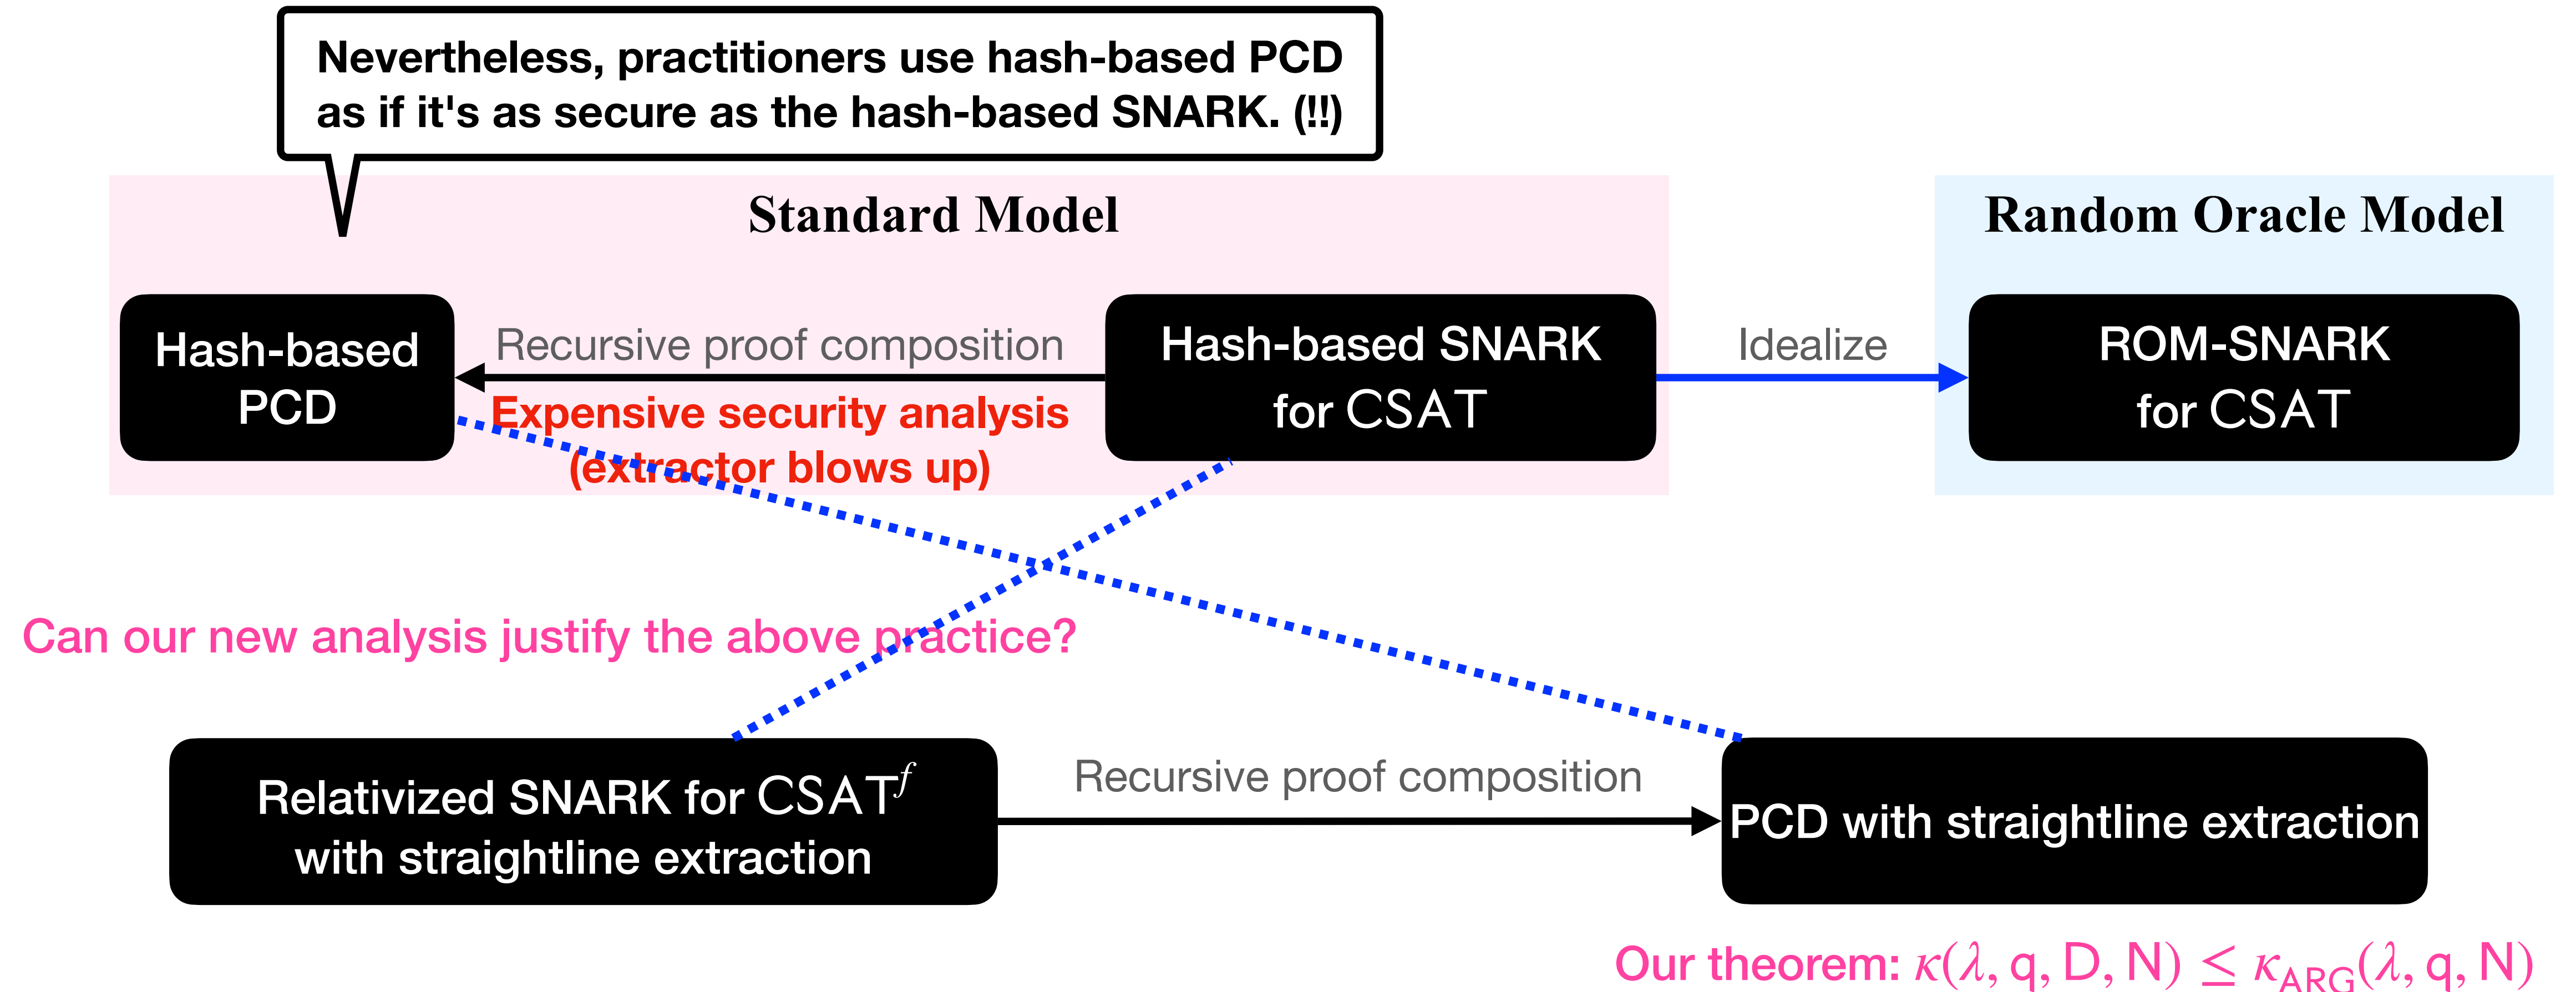 Nevertheless, practitioners use hash-based PCD
as if it's as secure as the hash-based SNARK. (!!)
Standard Model
Random Oracle Model
Hash-based
PCD
Recursive proof composition
Expensive security analysis
(extractor blows up)
Hash-based SNARK
for CSAT
Idealize
ROM-SNARK
for CSAT
Can our new analysis justify the above practice?
Relativized SNARK for CSAT^f
with straightline extraction
Recursive proof composition
PCD with straightline extraction
Our theorem: κ(λ, q, D, N) ≤ κ_ARG(λ, q, N)